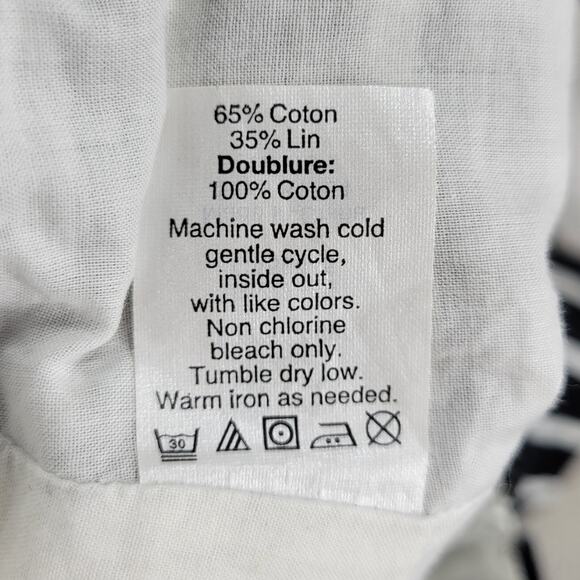 65% Coton
35% Lin
Doublure:
100% Coton
Machine wash cold
gentle cycle,
inside out,
with like colors.
Non chlorine
bleach only.
Tumble dry low.
Warm iron as needed.
30